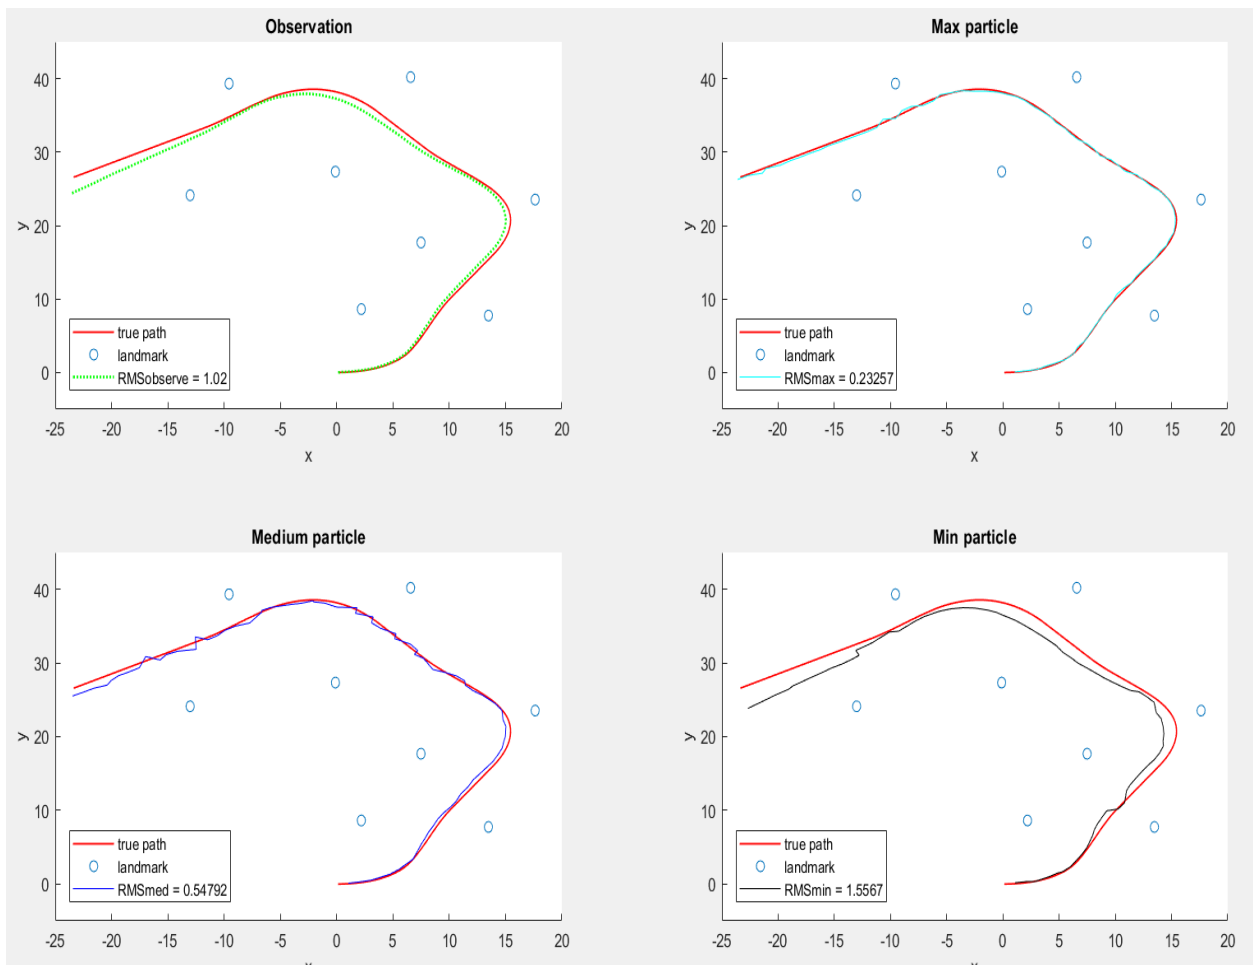 Observation
40
30
20
10
0
y
true path
landmark
RMSobserve = 1.02
-25 -20 -15 -10 -5 0 5 10 15 20
x
Max particle
40
30
20
10
0
y
true path
landmark
RMSmax = 0.23257
-25 -20 -15 -10 -5 0 5 10 15 20
x
Medium particle
40
30
20
10
0
y
true path
landmark
RMSmed = 0.54792
-25 -20 -15 -10 -5 0 5 10 15 20
Min particle
40
30
20
10
0
y
true path
landmark
RMSmin = 1.5567
-25 -20 -15 -10 -5 0 5 10 15 20